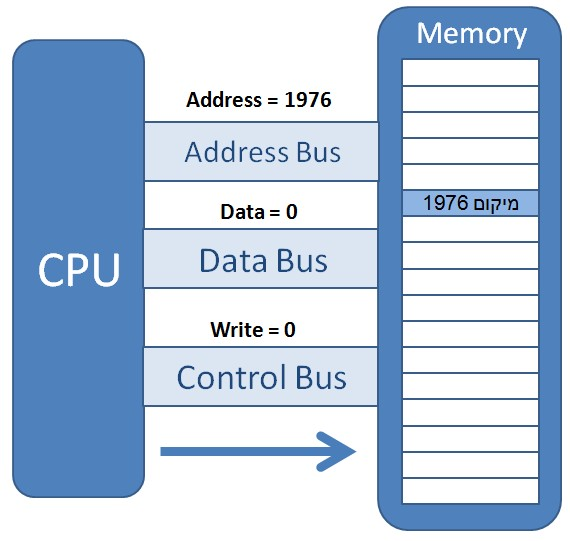 Memory
Address = 1976
Address Bus
מיקום 1976
Data = 0
CPU
Data Bus
Write = 0
Control Bus